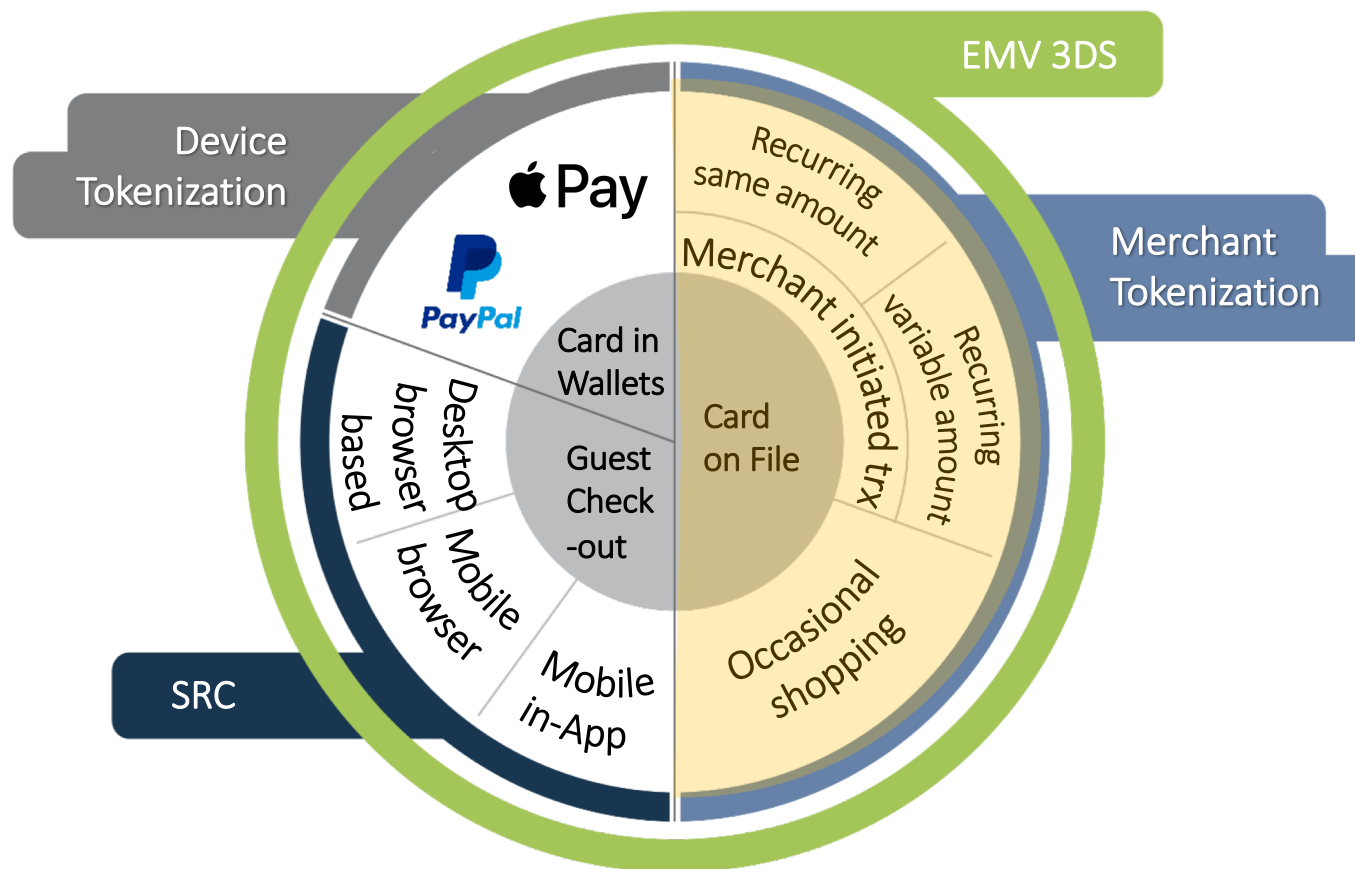 EMV 3DS
Device
Tokenization
Merchant
Tokenization
SRC
Pay
PayPal
Card in
Wallets
Guest
Check
-out
Card
on File
Merchant initiated trx
Recurring
same amount
Recurring
variable amount
Occasional
shopping
Desktop
browser
based
Mobile
browser
Mobile
in-App